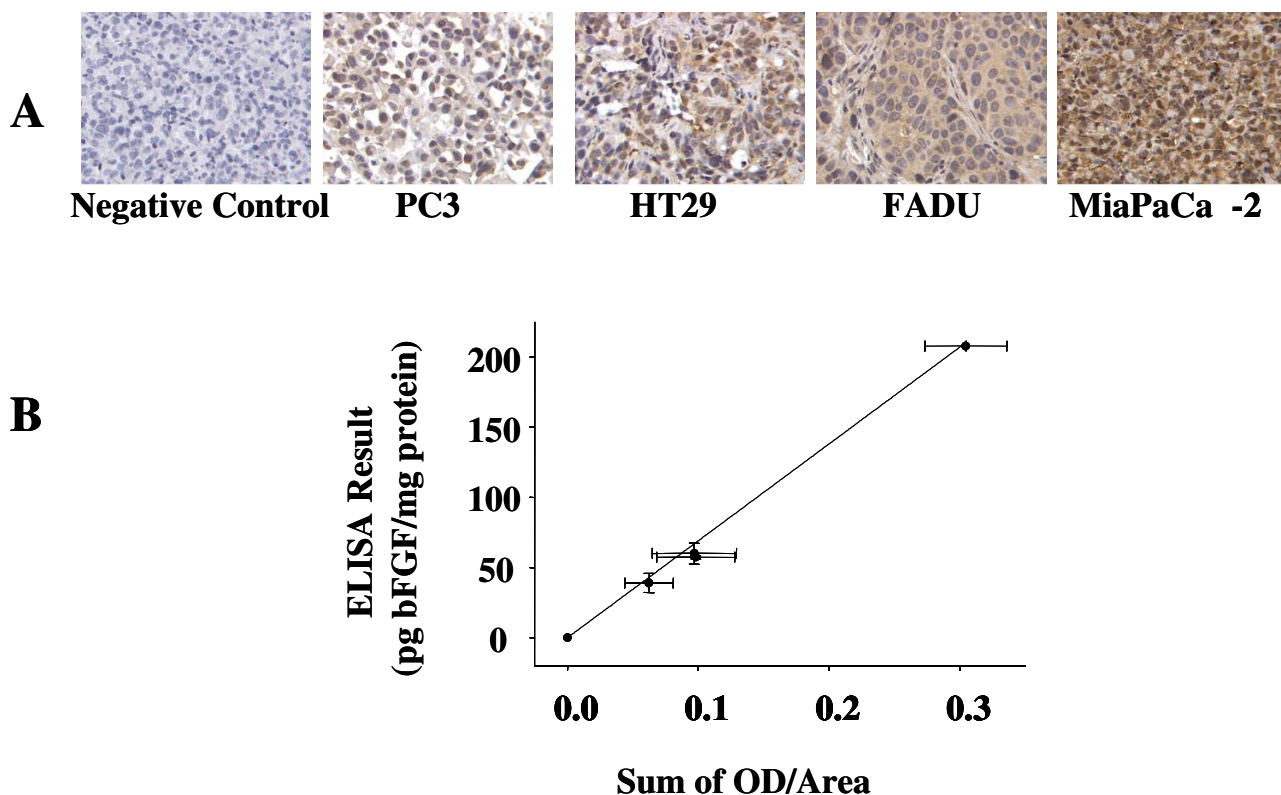 A
Negative Control
PC3
HT29
FADU
MiaPaCa -2
B
ELISA Result
(pg bFGF/mg protein)
200
150
100
50
0
0.0
0.1
0.2
0.3
Sum of OD/Area